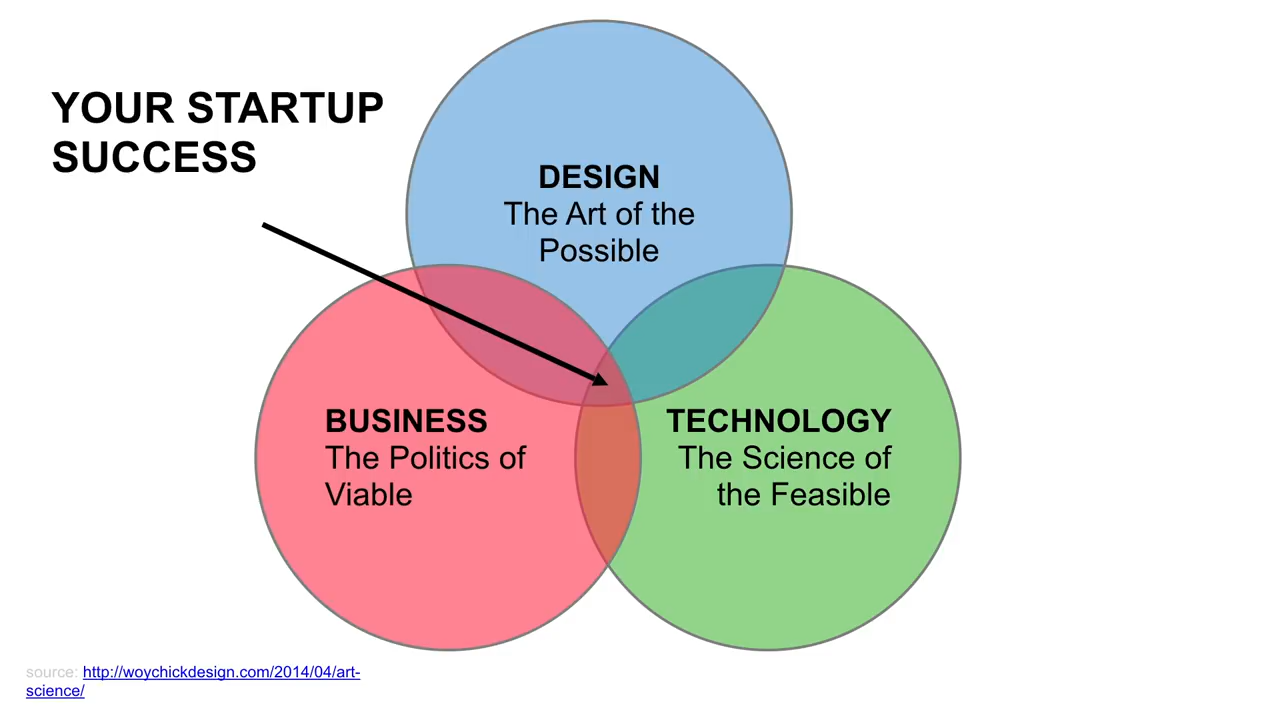 YOUR STARTUP
SUCCESS
DESIGN
The Art of the
Possible
BUSINESS
The Politics of
Viable
TECHNOLOGY
The Science of
the Feasible
source: http://woychickdesign.com/2014/04/art-
science/